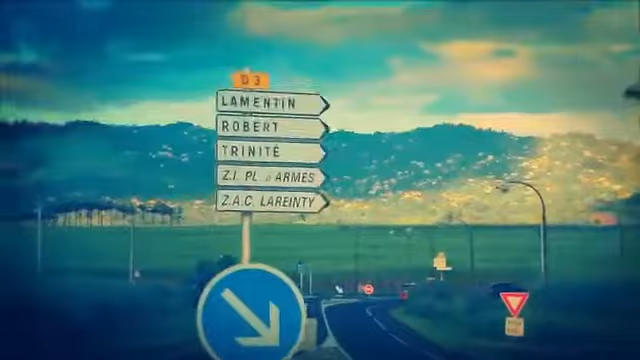 D 3
LAMENTIN
ROBERT
TRINITÉ
Z.I. PL. D'ARMES
Z.A.C. LAREINTY